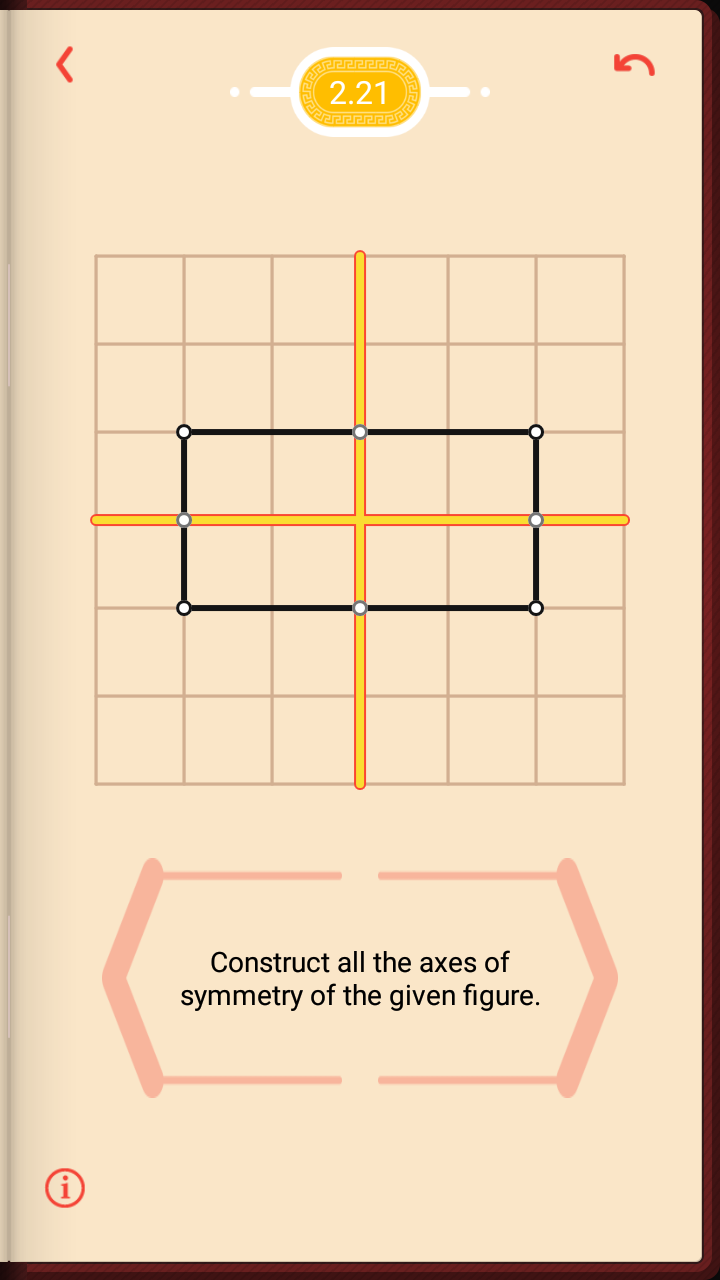 2.21
Construct all the axes of
symmetry of the given figure.
i